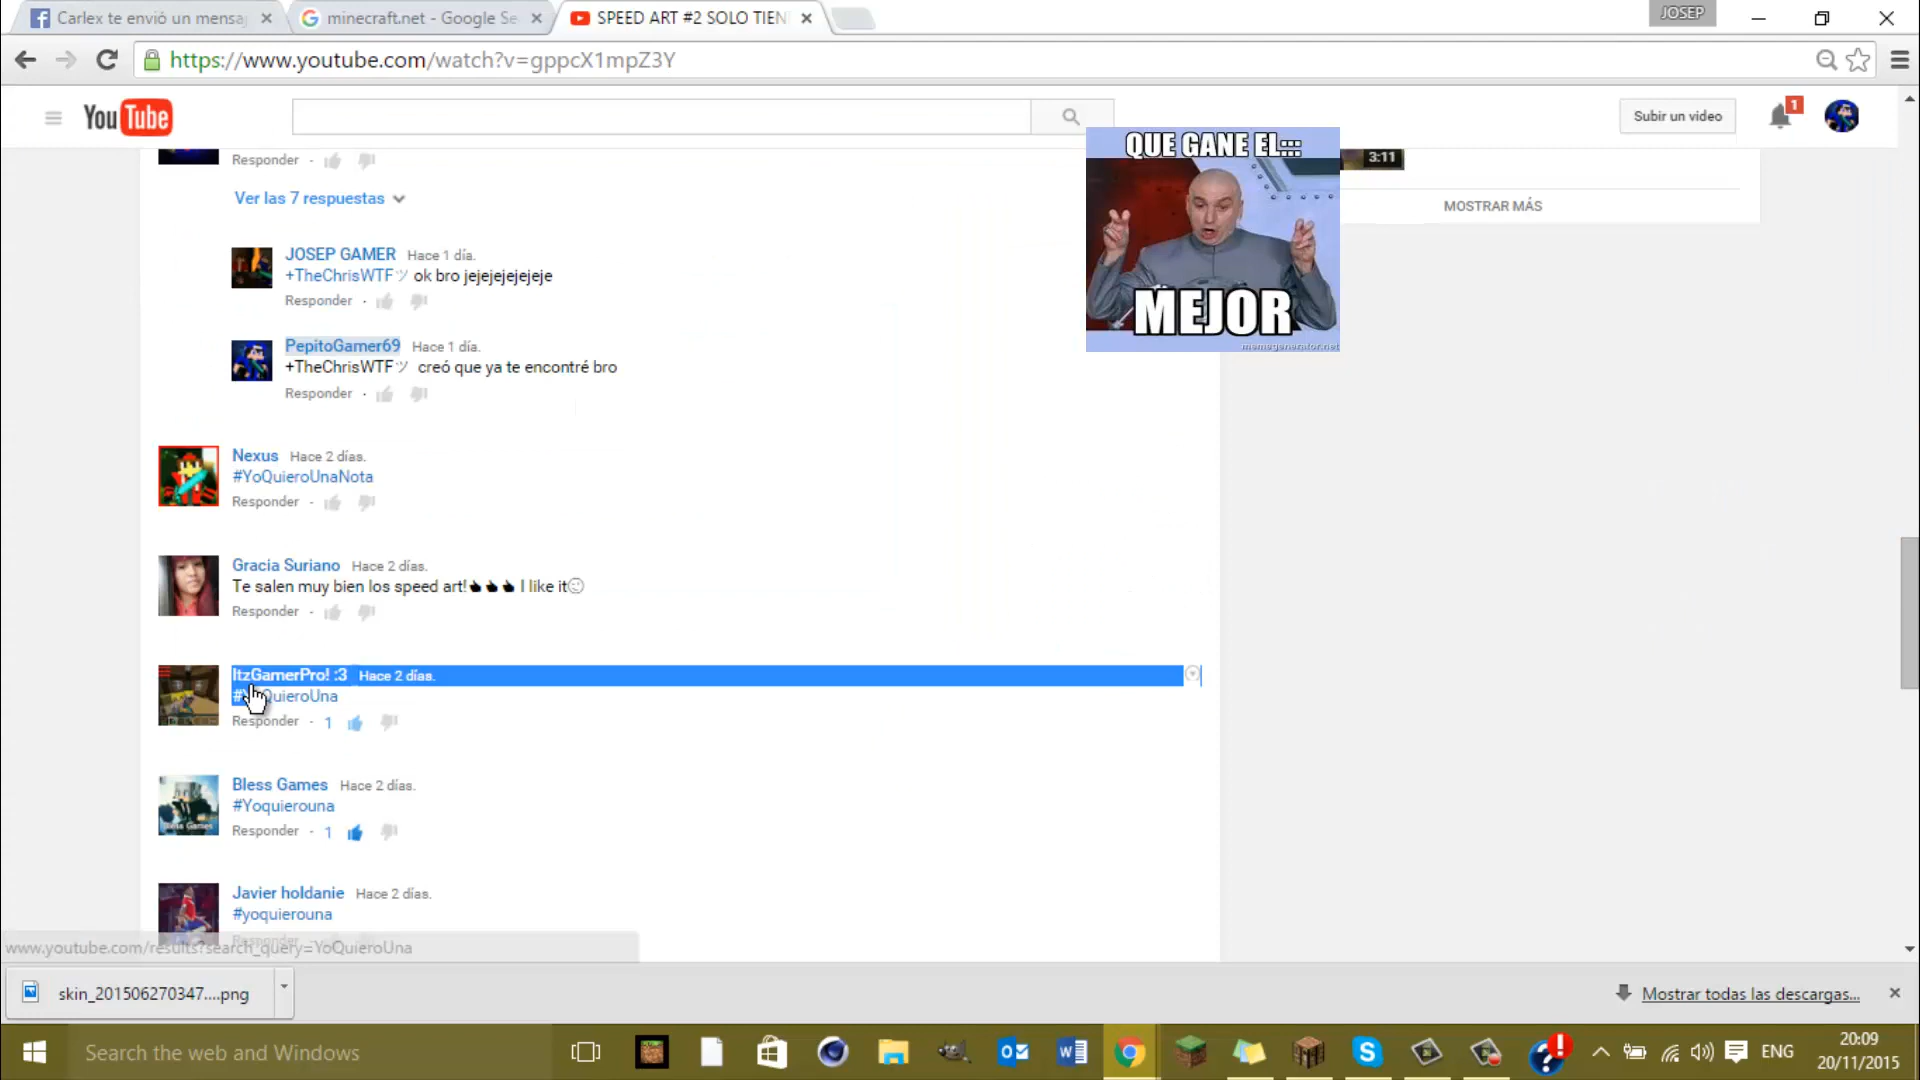 Carlex te envió un mensaj
minecraft.net - Google Se
SPEED ART #2 SOLO TIEN
JOSEP
https://www.youtube.com/watch?v=gppcX1mpZ3Y
YouTube
Subir un video
1
QUE GANE EL:::
MEJOR
memegenerator.net
3:11
MOSTRAR MÁS
Responder ·
Ver las 7 respuestas
JOSEP GAMER Hace 1 día.
+TheChrisWTFツ ok bro jejejejejejeje
Responder ·
PepitoGamer69 Hace 1 día.
+TheChrisWTFツ creó que ya te encontré bro
Responder ·
Nexus Hace 2 días.
#YoQuieroUnaNota
Responder ·
Gracia Suriano Hace 2 días.
Te salen muy bien los speed art! I like it
Responder ·
ItzGamerPro! :3 Hace 2 días.
#YoQuieroUna
Responder · 1
Bless Games Hace 2 días.
#Yoquierouna
Responder · 1
Bless Games
Javier holdanie Hace 2 días.
#yoquierouna
Responder
www.youtube.com/results?search_query=YoQuieroUna
skin_201506270347....png
Mostrar todas las descargas...
Search the web and Windows
ENG
20:09
20/11/2015